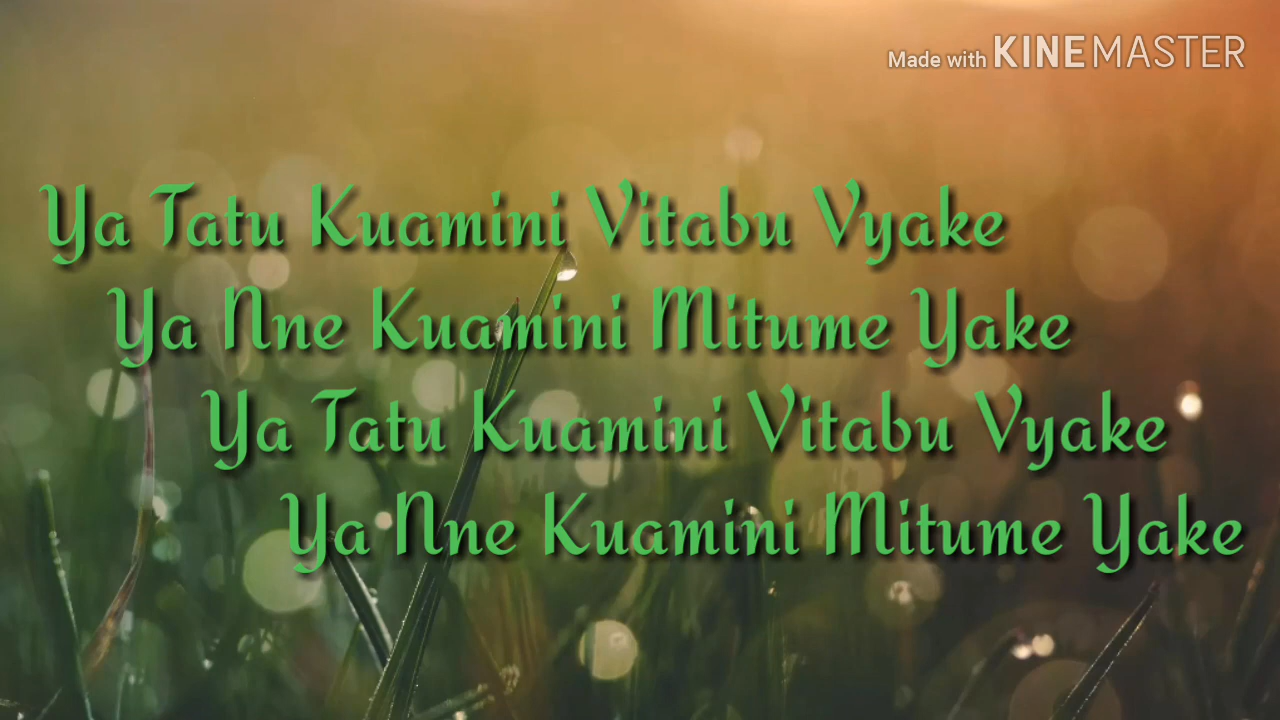 Made with KINEMASTER
Ya Tatu Kuamini Vitabu Vyake
Ya Nne Kuamini Mitume Yake
Ya Tatu Kuamini Vitabu Vyake
Ya Nne Kuamini Mitume Yake